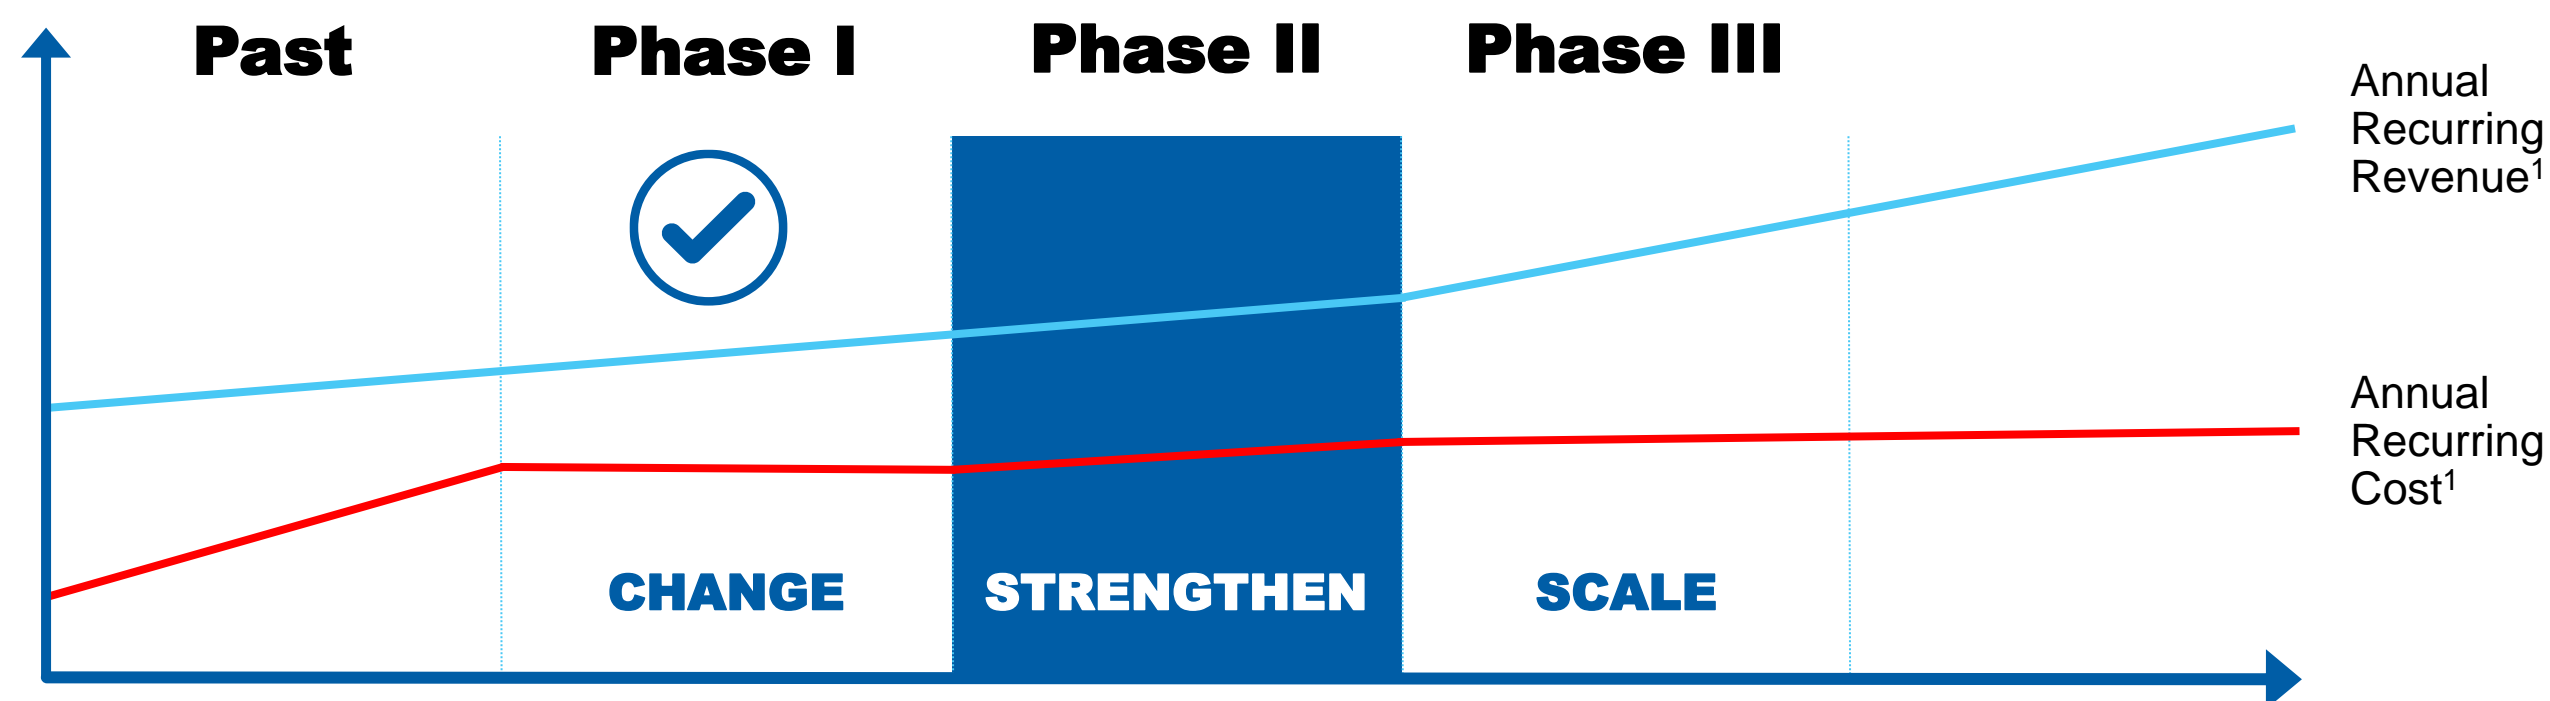 Past
Phase I
Phase II
Phase III
Annual
Recurring
Revenue¹
Annual
Recurring
Cost¹
CHANGE
STRENGTHEN
SCALE